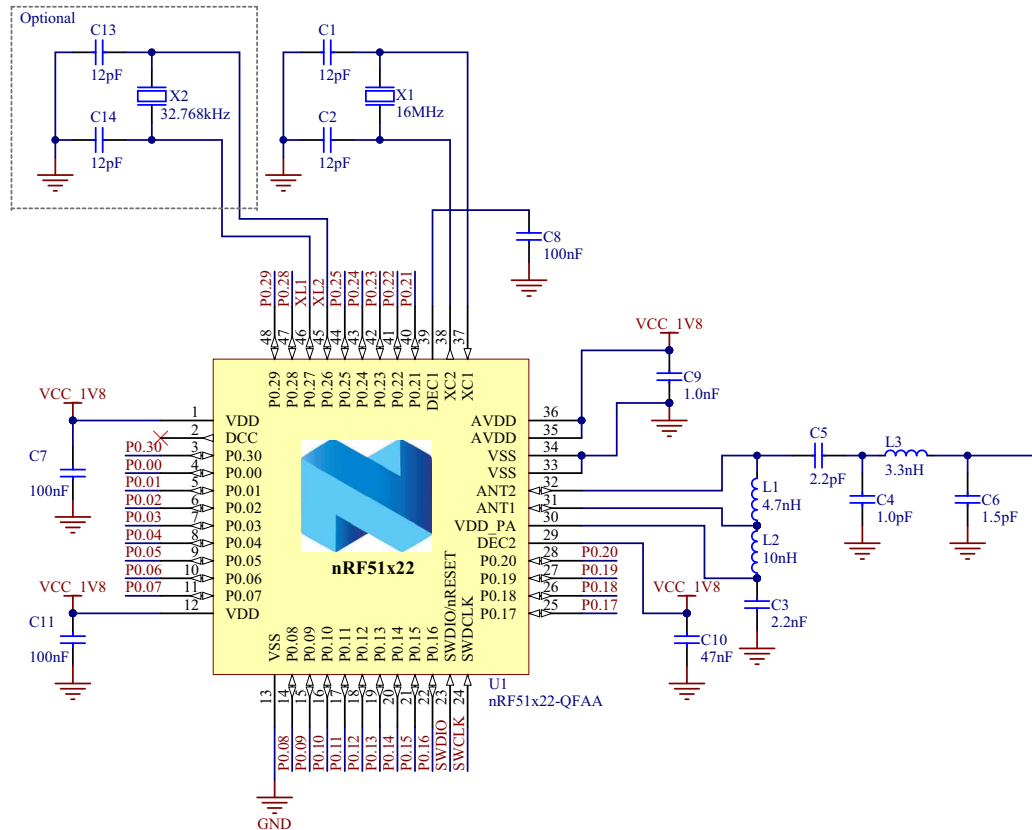 Optional
C13
12pF
X2
32.768kHz
C14
12pF
C1
12pF
X1
16MHz
C2
12pF
C8
100nF
P0.29
P0.28
XL1
XL2
P0.25
P0.24
P0.23
P0.22
P0.21
48
47
46
45
44
43
42
41
40
39
38
37
P0.29
P0.28
P0.27
P0.26
P0.25
P0.24
P0.23
P0.22
P0.21
DEC1
XC2
XC1
VCC_1V8
C7
100nF
VCC_1V8
C11
100nF
1 VDD
2 DCC
P0.30 3 P0.30
P0.00 4 P0.00
P0.01 5 P0.01
P0.02 6 P0.02
P0.03 7 P0.03
P0.04 8 P0.04
P0.05 9 P0.05
P0.06 10 P0.06
P0.07 11 P0.07
12 VDD
nRF51x22
AVDD 36
AVDD 35
VSS 34
VSS 33
ANT2 32
ANT1 31
VDD_PA 30
DEC2 29
P0.20 28 P0.20
P0.19 27 P0.19
P0.18 26 P0.18
P0.17 25 P0.17
VCC_1V8
C9
1.0nF
C5
2.2pF
L3
3.3nH
L1
4.7nH
L2
10nH
C4
1.0pF
C6
1.5pF
C3
2.2nF
VCC_1V8
C10
47nF
VSS
P0.08
P0.09
P0.10
P0.11
P0.12
P0.13
P0.14
P0.15
P0.16
SWDIO/nRESET
SWDCLK
13
14
15
16
17
18
19
20
21
22
23
24
P0.08
P0.09
P0.10
P0.11
P0.12
P0.13
P0.14
P0.15
P0.16
SWDIO
SWCLK
U1
nRF51x22-QFAA
GND